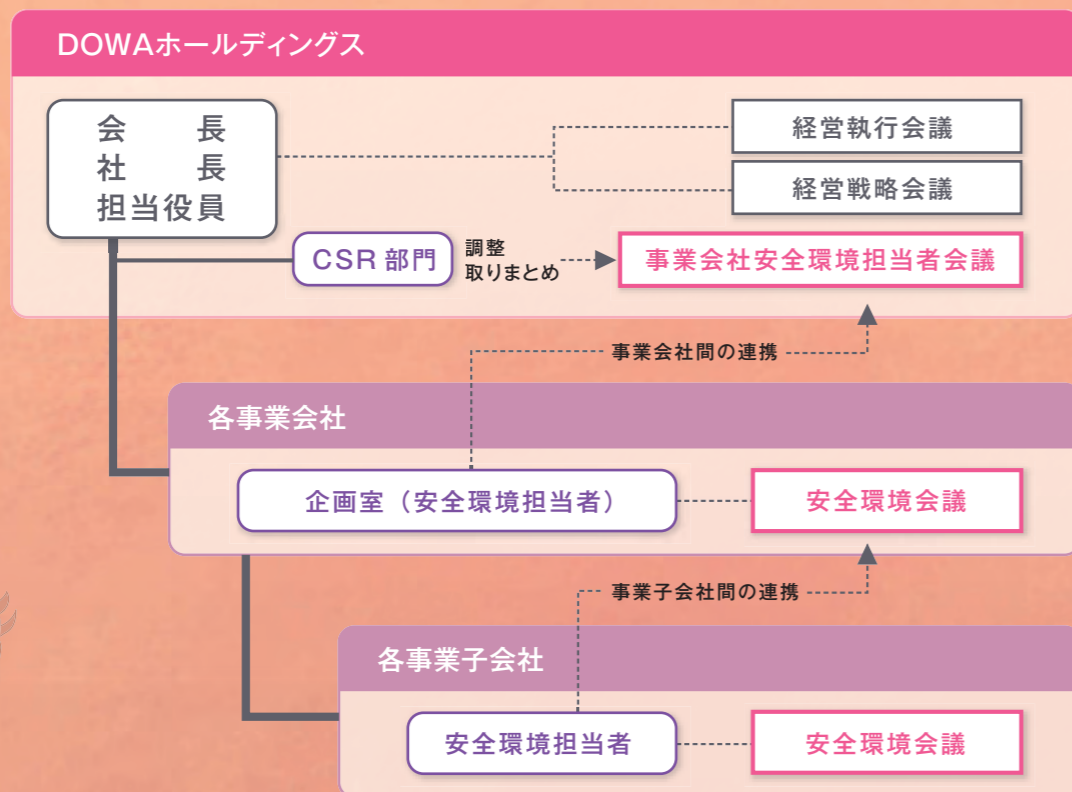 DOWAホールディングス
会長
社長
担当役員
経営執行会議
経営戦略会議
CSR 部門
調整
取りまとめ
事業会社安全環境担当者会議
事業会社間の連携
各事業会社
企画室（安全環境担当者）
安全環境会議
事業子会社間の連携
各事業子会社
安全環境担当者
安全環境会議